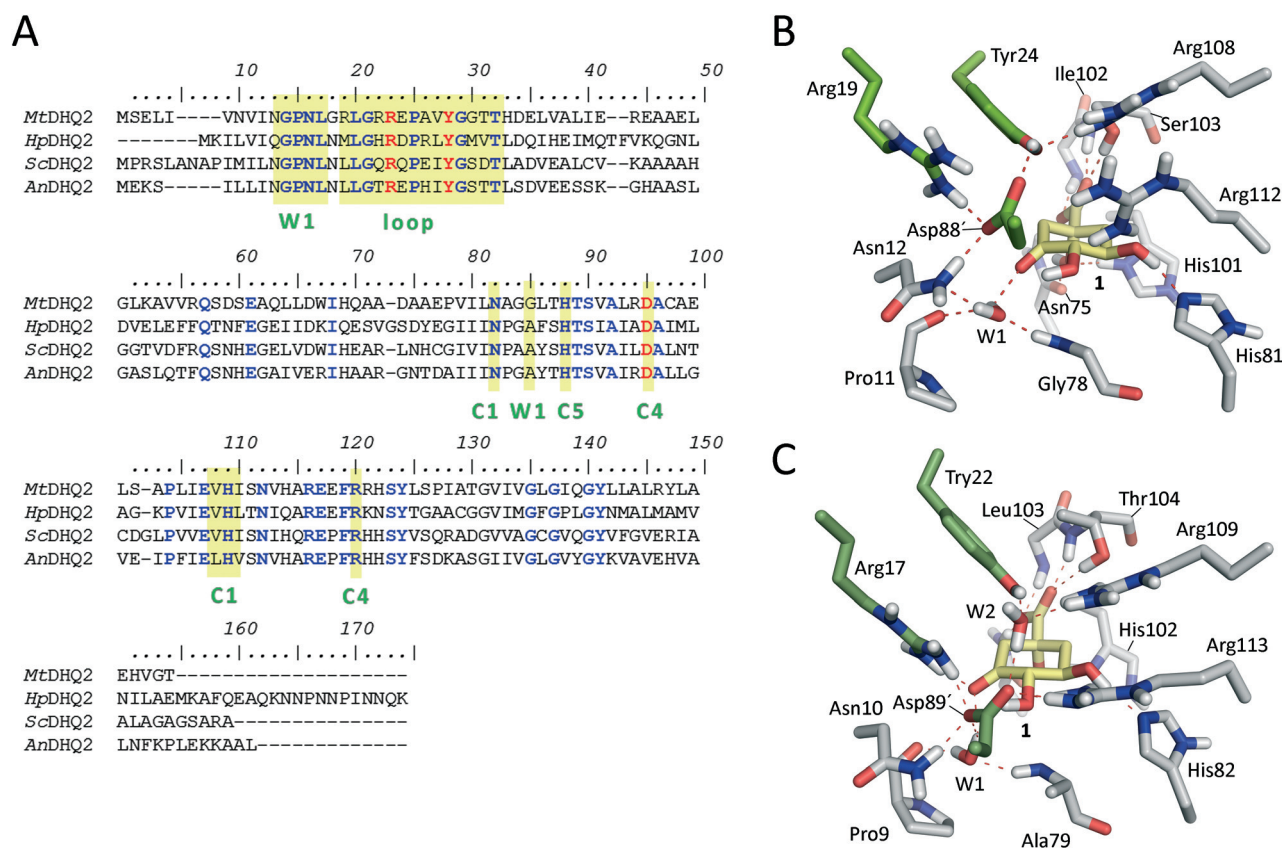 A
10 20 30 40 50
MtDHQ2 MSELI----VNVINGPNLGRLGRREPAVYGGTTHDELVALIE-REAAEL
HpDHQ2 -------MKILVIQGPNLNMLGHRDPRLYGMVTLDQIHEIMQTFVKQGNL
ScDHQ2 MPRSLANAPIMILNGPNLNLLGQRQPEIYGSDTLADVEALCV-KAAAAH
AnDHQ2 MEKS------ILLINGPNLNLLGTREPHIYGSTTLSDVEESSK-GHAASL
W1 loop
60 70 80 90 100
MtDHQ2 GLKAVVRQSDSEAQLLDWIHQAA-DAAEPVILNAGGLTHTSVALRDACAE
HpDHQ2 DVELEFFQTNFEGEIIDKIQESVGSDYEGIIINPGAFSHTSIAIADAIML
ScDHQ2 GGTVDFRQSNHEGELVDWIHEAR-LNHCGIVINPAAYSHTSVAILDALNT
AnDHQ2 GASLQTFQSNHEGAIVERIHAAR-GNTDAIIINPGAYTHTSVAIRDALLG
C1 W1 C5 C4
110 120 130 140 150
MtDHQ2 LS-APLIEVHISNVHAREEFRRHSYLSPIATGVIVGLGIQGYLLALRYLA
HpDHQ2 AG-KPVIEVHLTNIQAREEFRKNSYTGAACGGVIMGFGPLGYNMALMAMV
ScDHQ2 CDGLPVVEVHISNIHQREPFRHHSYVSQRADGVVAGCGVQGYVFGVERIA
AnDHQ2 VE-IPFIELHVSNVHAREPFRHHSYFSDKAVGVIVGLGVYGYKVAVEHVA
C1 C4
160 170
MtDHQ2 EHVGT--------------------
HpDHQ2 NILAEMKAFQEAQKNNPNNPINNQK
ScDHQ2 ALAGAGSARA---------------
AnDHQ2 LNFKPLEKKAAL-------------
B
Tyr24
Arg19
Ile102
Arg108
Ser103
Arg112
Asp88′
Asn12
His101
1
Asn75
W1
His81
Pro11
Gly78
C
Try22
Thr104
Leu103
Arg109
Arg17
W2
His102
Arg113
Asp89′
Asn10
1
His82
W1
Pro9
Ala79